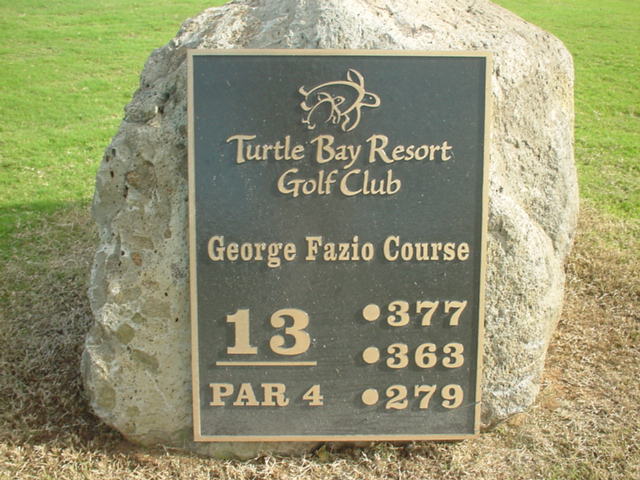 Turtle Bay Resort
Golf Club
George Fazio Course
13
PAR 4
377
363
279